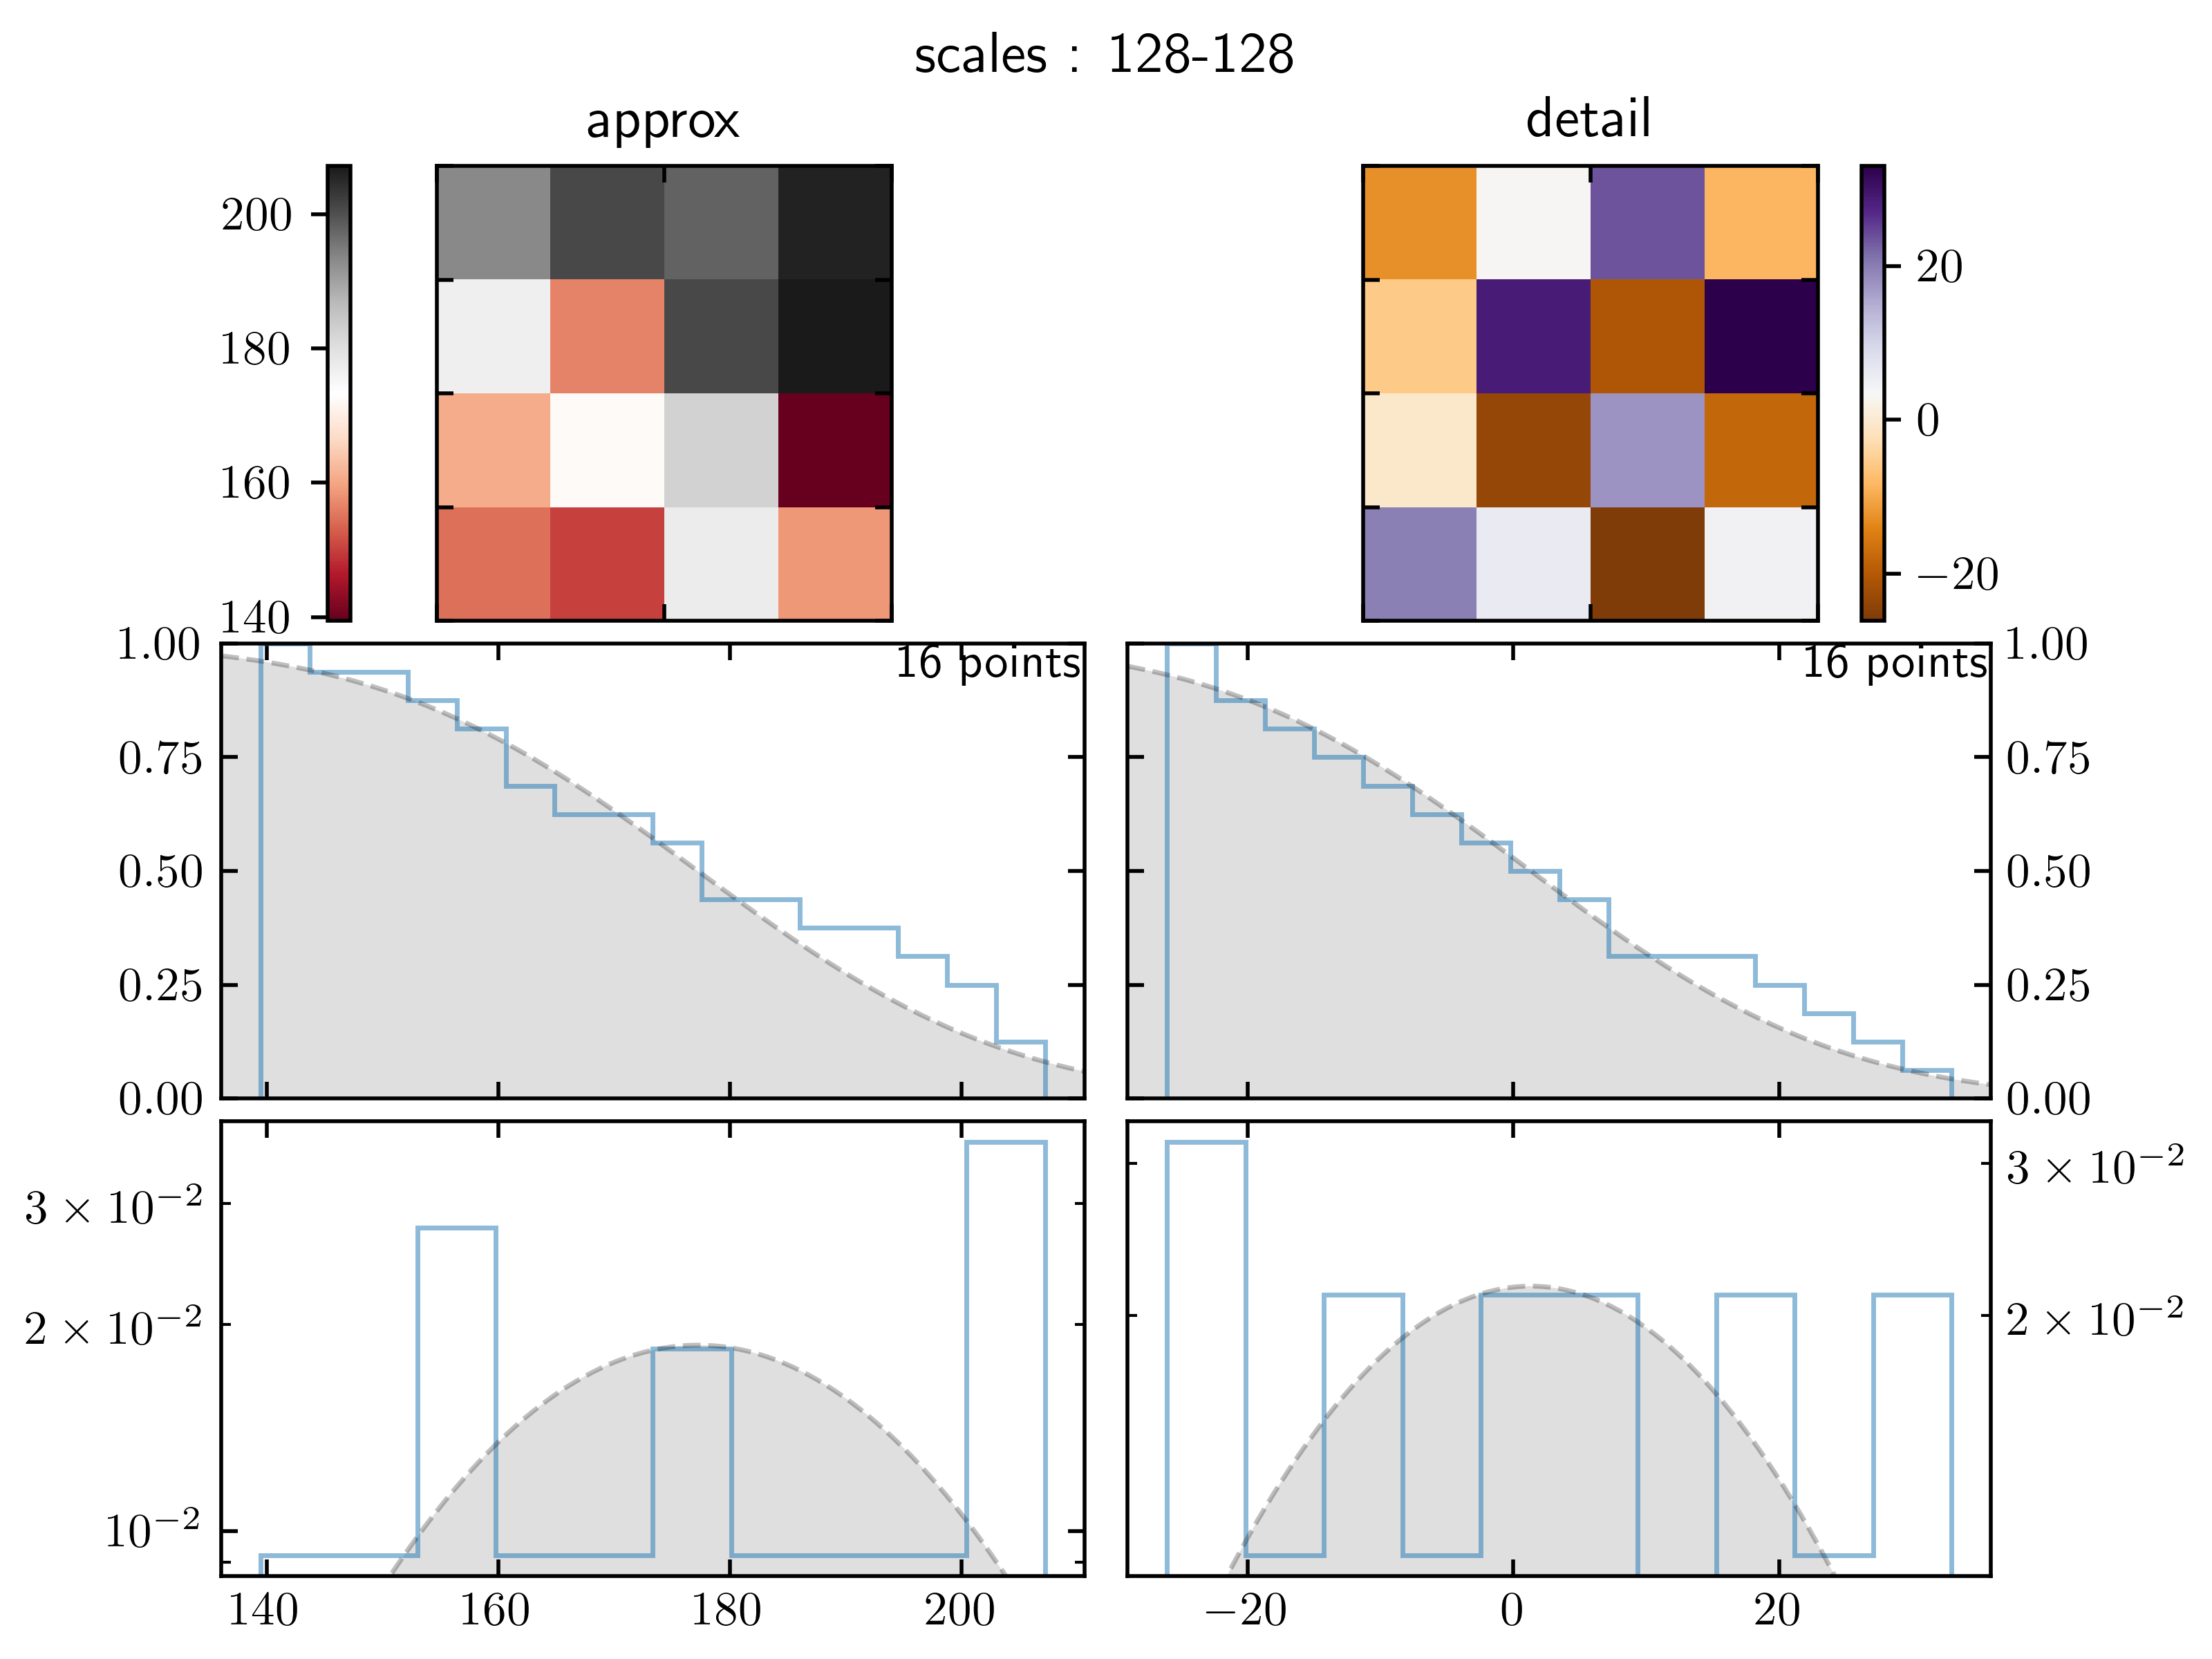 scales : 128-128
approx
detail
200
180
160
140
20
0
−20
1.00
0.75
0.50
0.25
0.00
16 points
16 points
1.00
0.75
0.50
0.25
0.00
3 × 10⁻²
2 × 10⁻²
10⁻²
3 × 10⁻²
2 × 10⁻²
140 160 180 200
−20 0 20